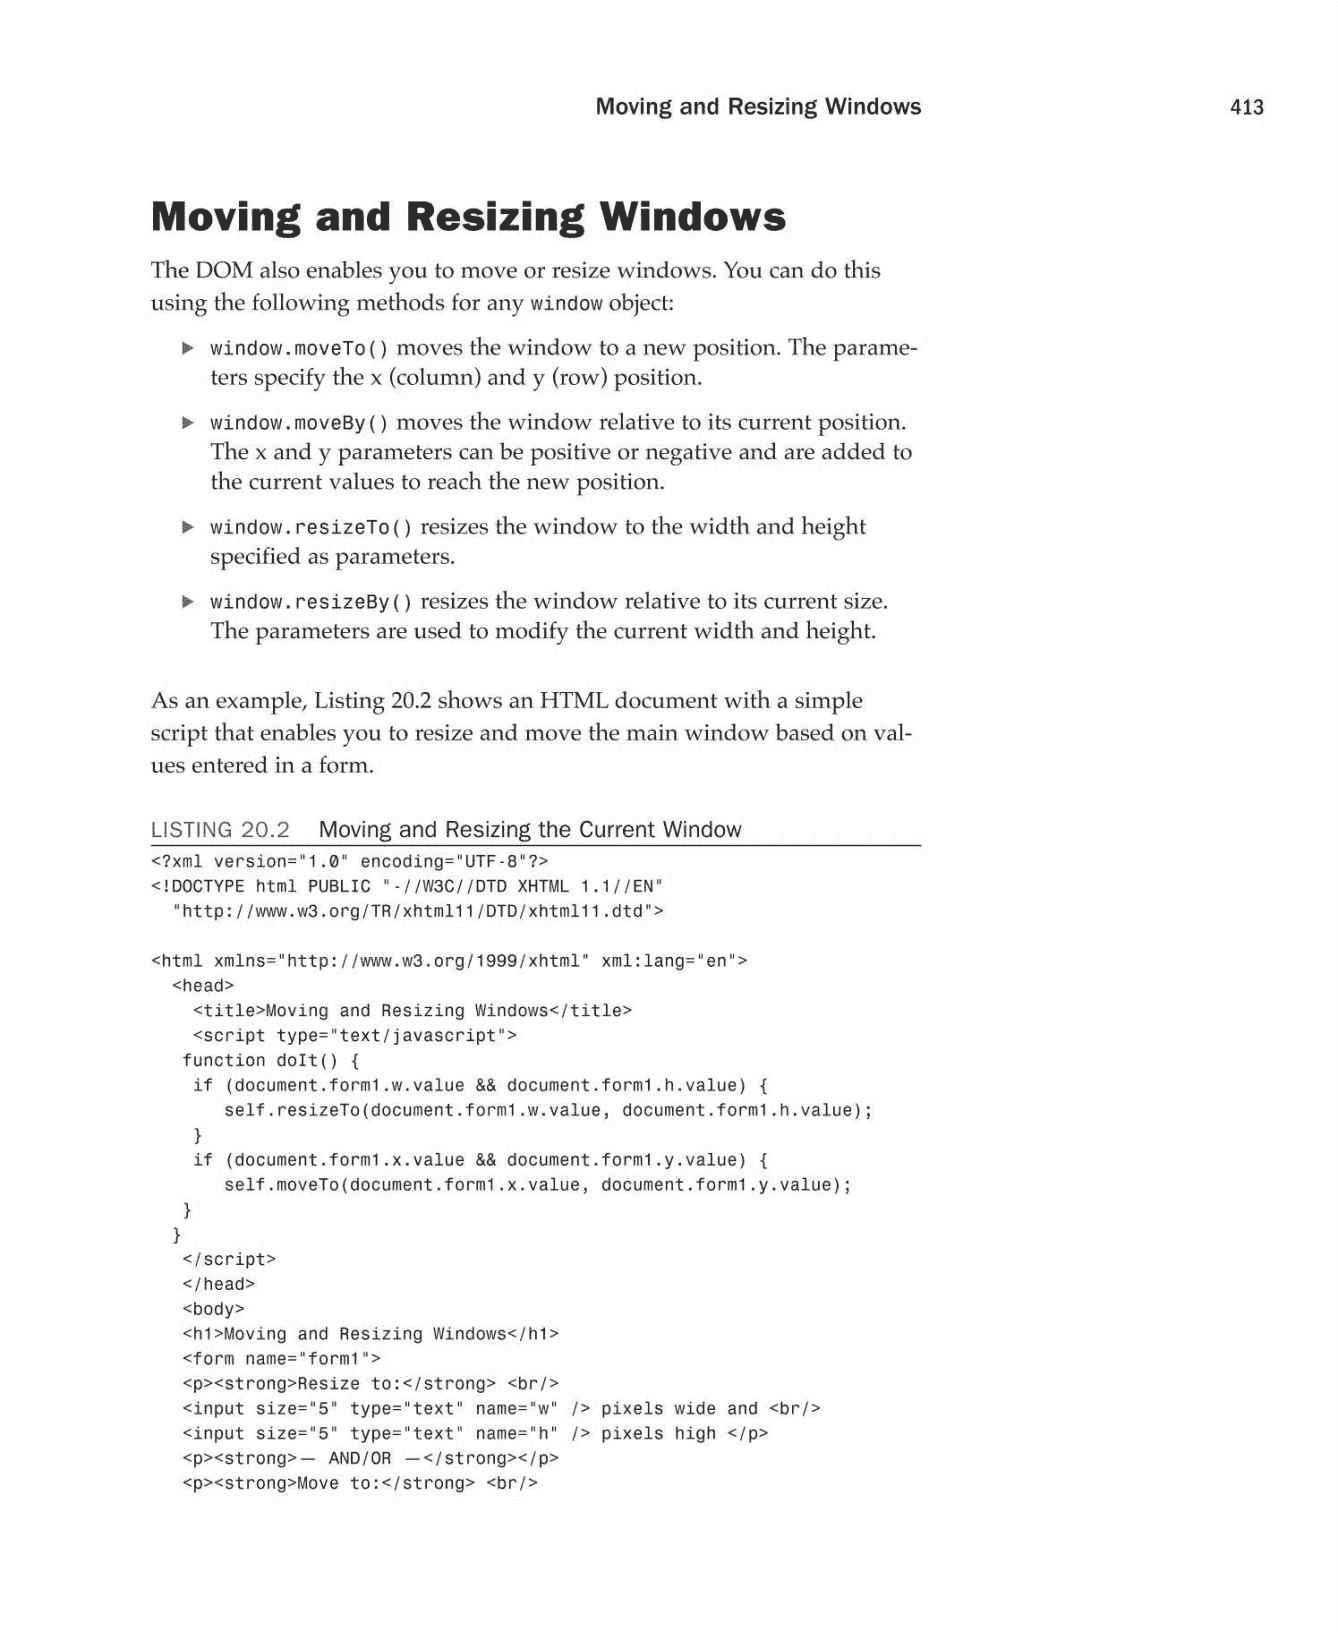 Moving and Resizing Windows 413
Moving and Resizing Windows
The DOM also enables you to move or resize windows. You can do this
using the following methods for any window object:
▶ window.moveTo() moves the window to a new position. The parame-
ters specify the x (column) and y (row) position.
▶ window.moveBy() moves the window relative to its current position.
The x and y parameters can be positive or negative and are added to
the current values to reach the new position.
▶ window.resizeTo() resizes the window to the width and height
specified as parameters.
▶ window.resizeBy() resizes the window relative to its current size.
The parameters are used to modify the current width and height.
As an example, Listing 20.2 shows an HTML document with a simple
script that enables you to resize and move the main window based on val-
ues entered in a form.
LISTING 20.2 Moving and Resizing the Current Window
<?xml version="1.0" encoding="UTF-8"?>
<!DOCTYPE html PUBLIC "-//W3C//DTD XHTML 1.1//EN"
  "http://www.w3.org/TR/xhtml11/DTD/xhtml11.dtd">
<html xmlns="http://www.w3.org/1999/xhtml" xml:lang="en">
  <head>
    <title>Moving and Resizing Windows</title>
    <script type="text/javascript">
   function doIt() {
    if (document.form1.w.value && document.form1.h.value) {
       self.resizeTo(document.form1.w.value, document.form1.h.value);
    }
    if (document.form1.x.value && document.form1.y.value) {
       self.moveTo(document.form1.x.value, document.form1.y.value);
   }
  }
   </script>
   </head>
   <body>
   <h1>Moving and Resizing Windows</h1>
   <form name="form1">
   <p><strong>Resize to:</strong> <br/>
   <input size="5" type="text" name="w" /> pixels wide and <br/>
   <input size="5" type="text" name="h" /> pixels high </p>
   <p><strong>— AND/OR —</strong></p>
   <p><strong>Move to:</strong> <br/>